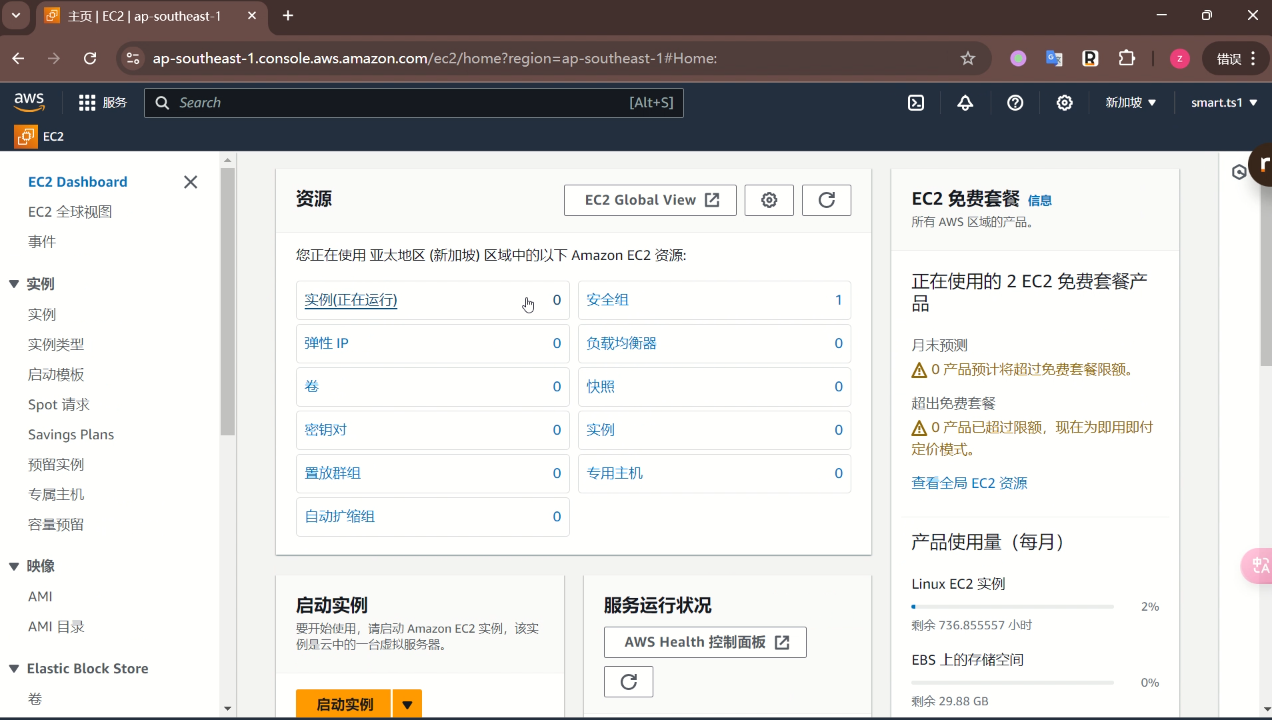 主页 | EC2 | ap-southeast-1
ap-southeast-1.console.aws.amazon.com/ec2/home?region=ap-southeast-1#Home:
z
错误
aws
服务
Search
[Alt+S]
新加坡
smart.ts1
EC2
EC2 Dashboard
EC2 全球视图
事件
实例
实例
实例类型
启动模板
Spot 请求
Savings Plans
预留实例
专属主机
容量预留
映像
AMI
AMI 目录
Elastic Block Store
卷
资源
EC2 Global View
您正在使用 亚太地区 (新加坡) 区域中的以下 Amazon EC2 资源:
实例(正在运行) 0
安全组 1
弹性 IP 0
负载均衡器 0
卷 0
快照 0
密钥对 0
实例 0
置放群组 0
专用主机 0
自动扩缩组 0
启动实例
要开始使用，请启动 Amazon EC2 实例，该实
例是云中的一台虚拟服务器。
启动实例
服务运行状况
AWS Health 控制面板
EC2 免费套餐 信息
所有 AWS 区域的产品。
正在使用的 2 EC2 免费套餐产
品
月末预测
0 产品预计将超过免费套餐限额。
超出免费套餐
0 产品已超过限额，现在为即用即付
定价模式。
查看全局 EC2 资源
产品使用量（每月）
Linux EC2 实例
2%
剩余 736.855557 小时
EBS 上的存储空间
0%
剩余 29.88 GB